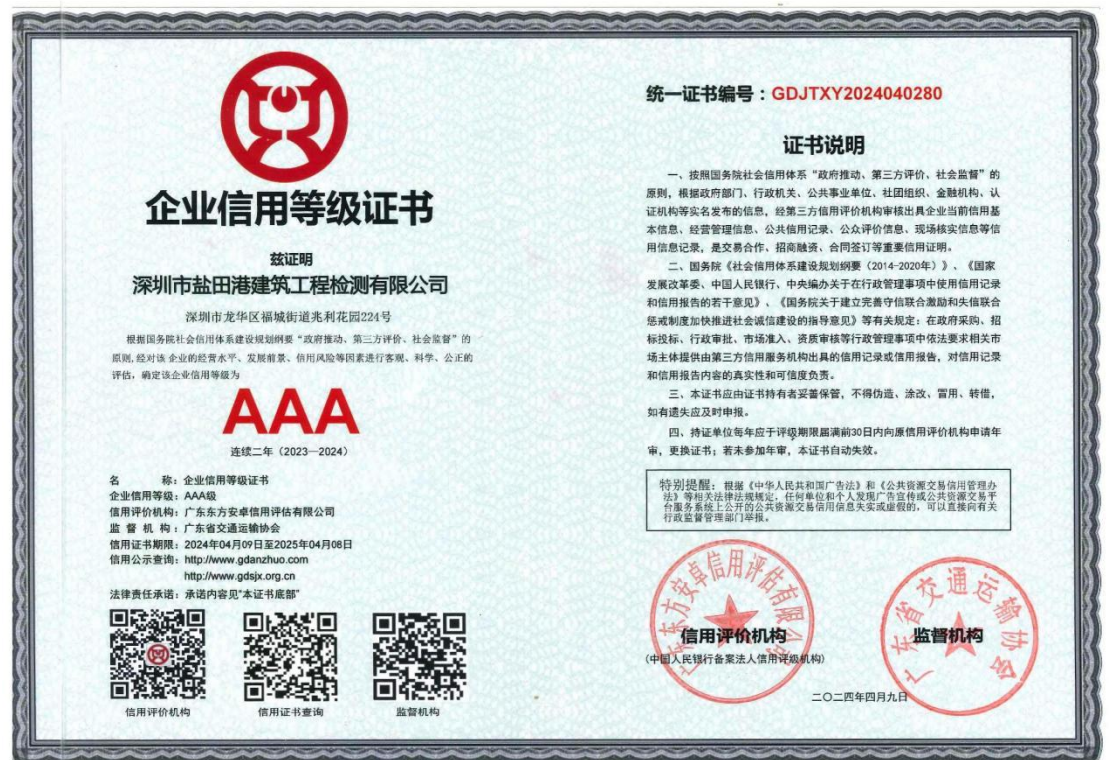 企业信用等级证书
兹证明
深圳市盐田港建筑工程检测有限公司
深圳市龙华区福城街道兆利花园224号
根据国务院社会信用体系建设规划纲要“政府推动、第三方评价、社会监督”的
原则,经对该企业的经营水平、发展前景、信用风险等因素进行客观、科学、公正的
评估，确定该企业信用等级为
AAA
连续二年（2023—2024）
名 称：企业信用等级证书
企业信用等级：AAA级
信用评价机构：广东东方安卓信用评估有限公司
监 督 机 构：广东省交通运输协会
信用证书期限：2024年04月09日至2025年04月08日
信用公示查询：http://www.gdanzhuo.com
http://www.gdsjx.org.cn
法律责任承诺：承诺内容见“本证书底部”
信用评价机构
信用证书查询
监督机构
统一证书编号：GDJTXY2024040280
证书说明
一、按照国务院社会信用体系“政府推动、第三方评价、社会监督”的
原则，根据政府部门、行政机关、公共事业单位、社团组织、金融机构、认
证机构等实名发布的信息，经第三方信用评价机构审核出具企业当前信用基
本信息、经营管理信息、公共信用记录、公众评价信息、现场核实信息等信
用信息记录，是交易合作、招商融资、合同签订等重要信用证明。
二、国务院《社会信用体系建设规划纲要（2014-2020年）》、《国家
发展改革委、中国人民银行、中央编办关于在行政管理事项中使用信用记录
和信用报告的若干意见》、《国务院关于建立完善守信联合激励和失信联合
惩戒制度加快推进社会诚信建设的指导意见》等有关规定：在政府采购、招
标投标、行政审批、市场准入、资质审核等行政管理事项中依法要求相关市
场主体提供由第三方信用服务机构出具的信用记录或信用报告，对信用记录
和信用报告内容的真实性和可信度负责。
三、本证书应由证书持有者妥善保管，不得伪造、涂改、冒用、转借，
如有遗失应及时申报。
四、持证单位每年应于评级期限届满前30日内向原信用评价机构申请年
审，更换证书；若未参加年审，本证书自动失效。
特别提醒：根据《中华人民共和国广告法》和《公共资源交易信用管理办
法》等相关法律法规规定，任何单位和个人发现广告宣传或公共资源交易平
台服务系统上公开的公共资源交易信用信息失实或虚假的，可以直接向有关
行政监督管理部门举报。
广东东方安卓信用评估有限公司
信用评价机构
(中国人民银行备案法人信用评级机构)
广东省交通运输协会
监督机构
二〇二四年四月九日